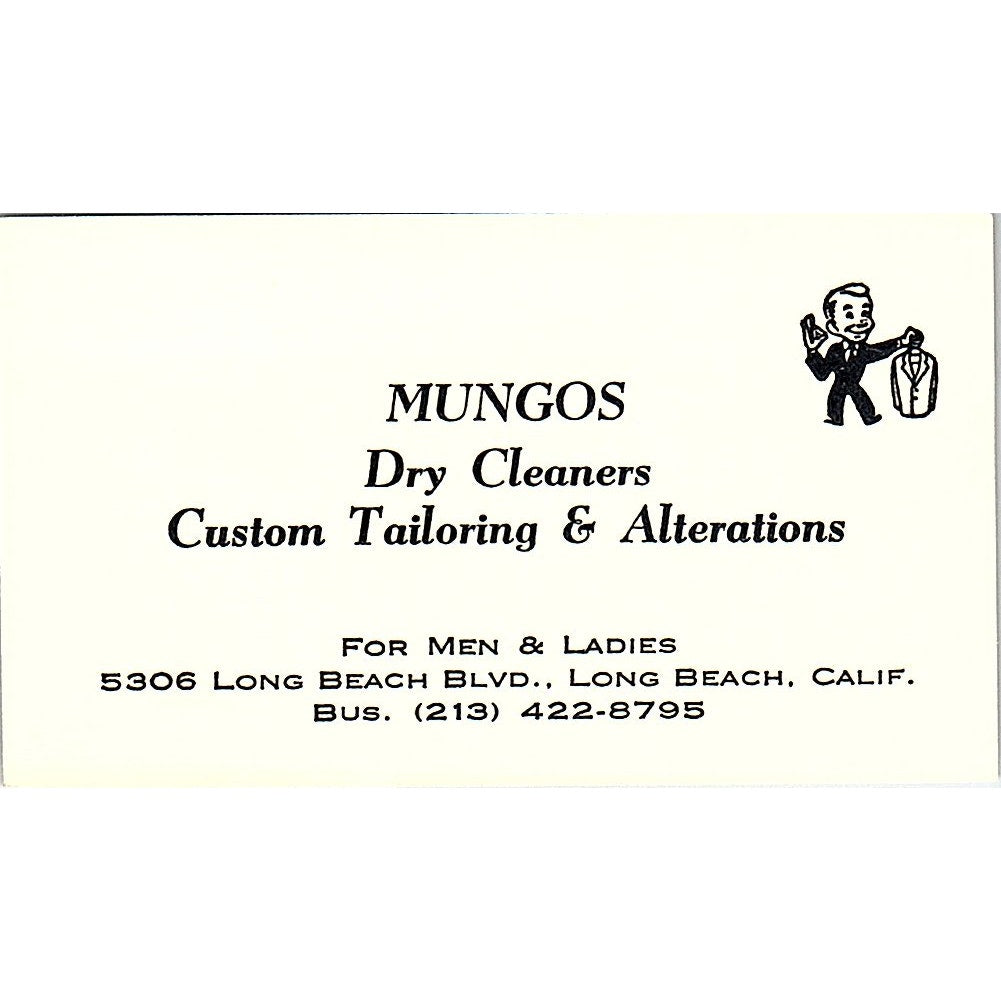 MUNGOS
Dry Cleaners
Custom Tailoring & Alterations
FOR MEN & LADIES
5306 LONG BEACH BLVD., LONG BEACH, CALIF.
BUS. (213) 422-8795